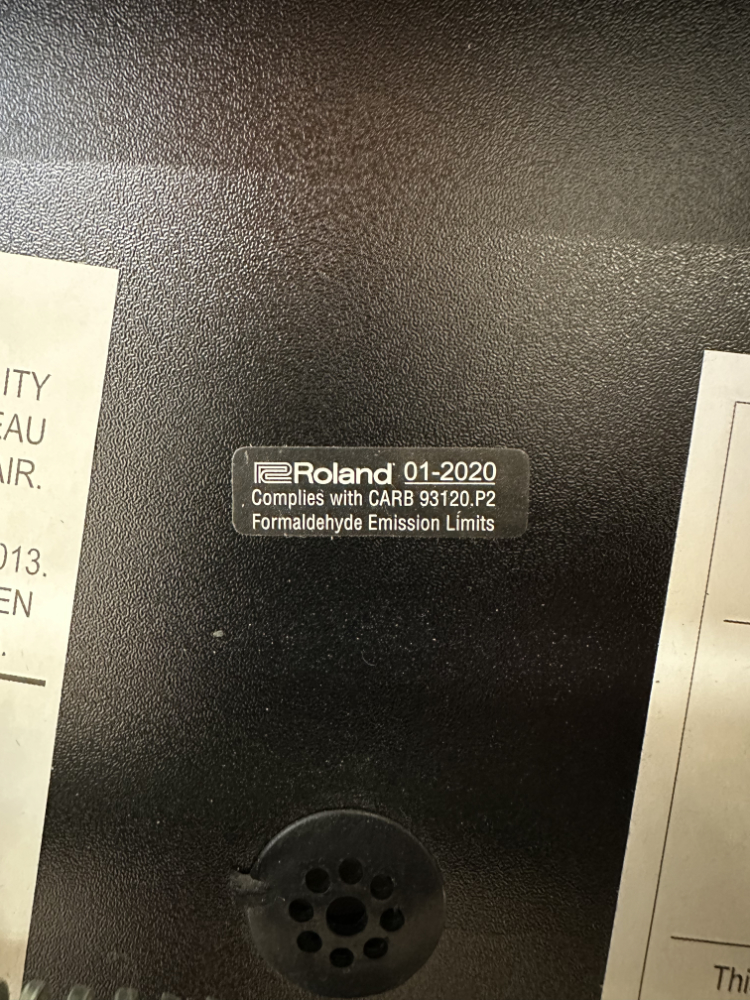 ITY
EAU
AIR.
013.
EN
.
Roland 01-2020
Complies with CARB 93120.P2
Formaldehyde Emission Limits
Thi